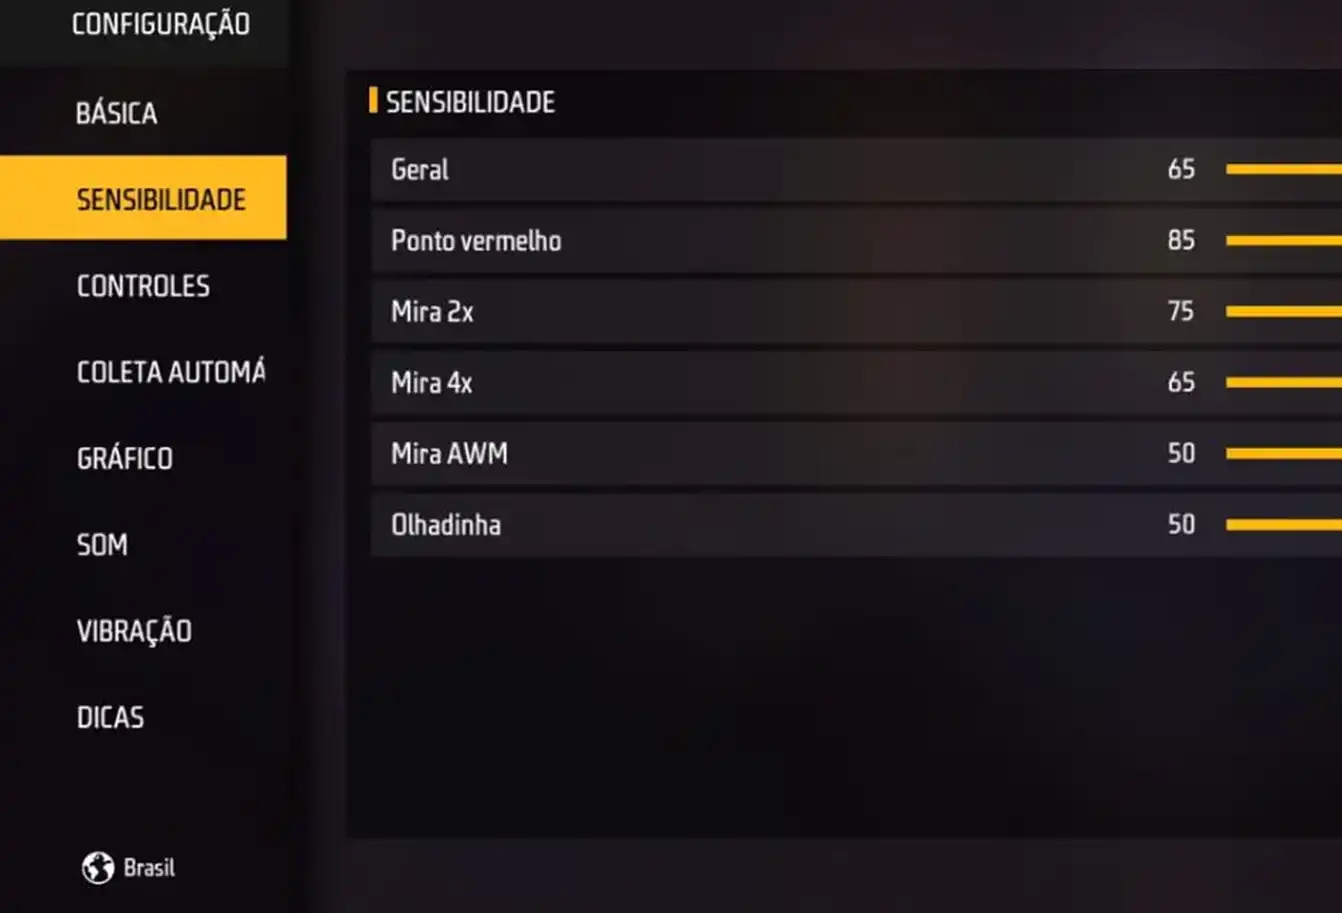 CONFIGURAÇÃO
BÁSICA
SENSIBILIDADE
CONTROLES
COLETA AUTOMÁ
GRÁFICO
SOM
VIBRAÇÃO
DICAS
Brasil
SENSIBILIDADE
Geral 65
Ponto vermelho 85
Mira 2x 75
Mira 4x 65
Mira AWM 50
Olhadinha 50